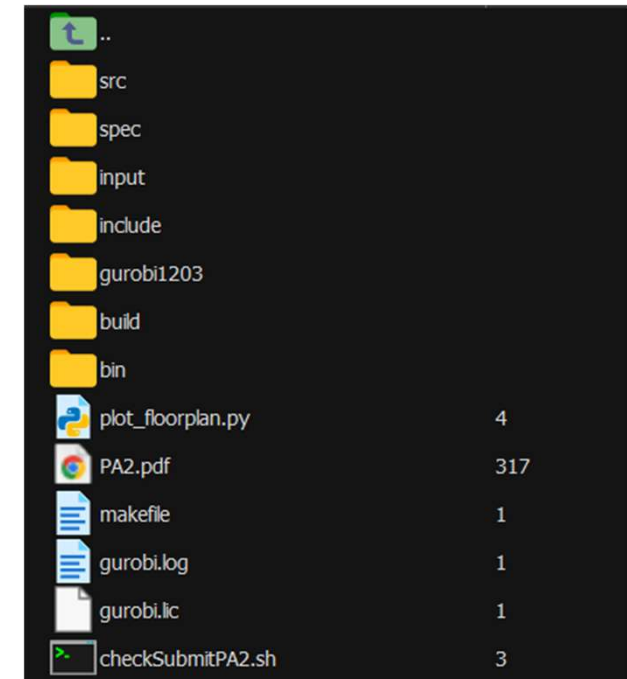 ..
src
spec
input
include
gurobi1203
build
bin
plot_floorplan.py 4
PA2.pdf 317
makefile 1
gurobi.log 1
gurobi.lic 1
checkSubmitPA2.sh 3